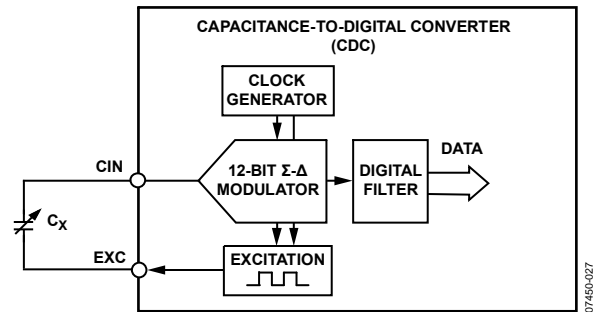 CAPACITANCE-TO-DIGITAL CONVERTER
(CDC)
CLOCK
GENERATOR
CIN
12-BIT Σ-Δ
MODULATOR
DIGITAL
FILTER
DATA
CX
EXC
EXCITATION
07450-027